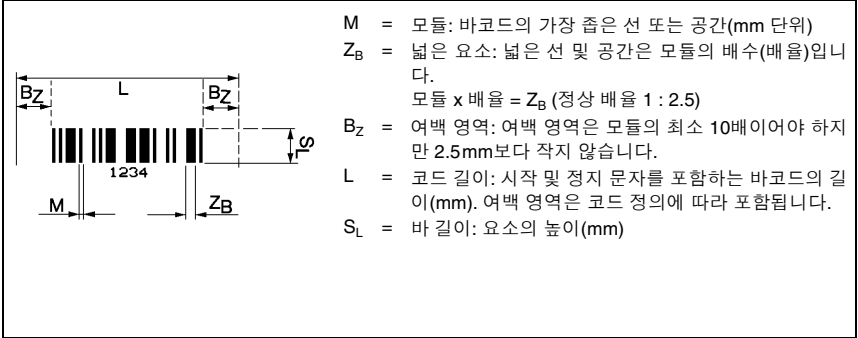 M = 모듈: 바코드의 가장 좁은 선 또는 공간(mm 단위)
ZB = 넓은 요소: 넓은 선 및 공간은 모듈의 배수(배율)입니
다.
모듈 x 배율 = ZB (정상 배율 1 : 2.5)
BZ = 여백 영역: 여백 영역은 모듈의 최소 10배이어야 하지
만 2.5mm보다 작지 않습니다.
L = 코드 길이: 시작 및 정지 문자를 포함하는 바코드의 길
이(mm). 여백 영역은 코드 정의에 따라 포함됩니다.
SL = 바 길이: 요소의 높이(mm)
L
BZ
BZ
SL
1234
M
ZB